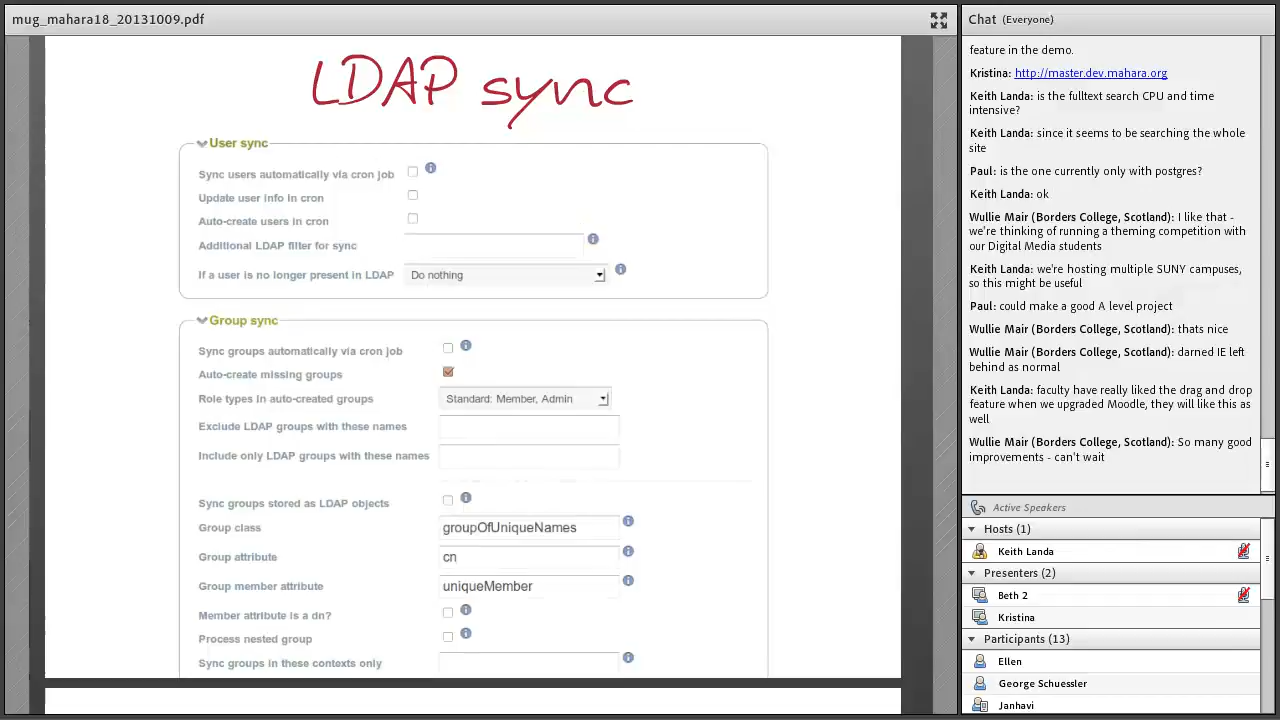 mug_mahara18_20131009.pdf
LDAP sync
User sync
Sync users automatically via cron job
Update user info in cron
Auto-create users in cron
Additional LDAP filter for sync
If a user is no longer present in LDAP Do nothing
Group sync
Sync groups automatically via cron job
Auto-create missing groups
Role types in auto-created groups Standard: Member, Admin
Exclude LDAP groups with these names
Include only LDAP groups with these names
Sync groups stored as LDAP objects
Group class groupOfUniqueNames
Group attribute cn
Group member attribute uniqueMember
Member attribute is a dn?
Process nested group
Sync groups in these contexts only
Chat (Everyone)
feature in the demo.
Kristina: http://master.dev.mahara.org
Keith Landa: is the fulltext search CPU and time
intensive?
Keith Landa: since it seems to be searching the whole
site
Paul: is the one currently only with postgres?
Keith Landa: ok
Wullie Mair (Borders College, Scotland): I like that -
we're thinking of running a theming competition with
our Digital Media students
Keith Landa: we're hosting multiple SUNY campuses,
so this might be useful
Paul: could make a good A level project
Wullie Mair (Borders College, Scotland): thats nice
Wullie Mair (Borders College, Scotland): darned IE left
behind as normal
Keith Landa: faculty have really liked the drag and drop
feature when we upgraded Moodle, they will like this as
well
Wullie Mair (Borders College, Scotland): So many good
improvements - can't wait
Active Speakers
Hosts (1)
Keith Landa
Presenters (2)
Beth 2
Kristina
Participants (13)
Ellen
George Schuessler
Janhavi